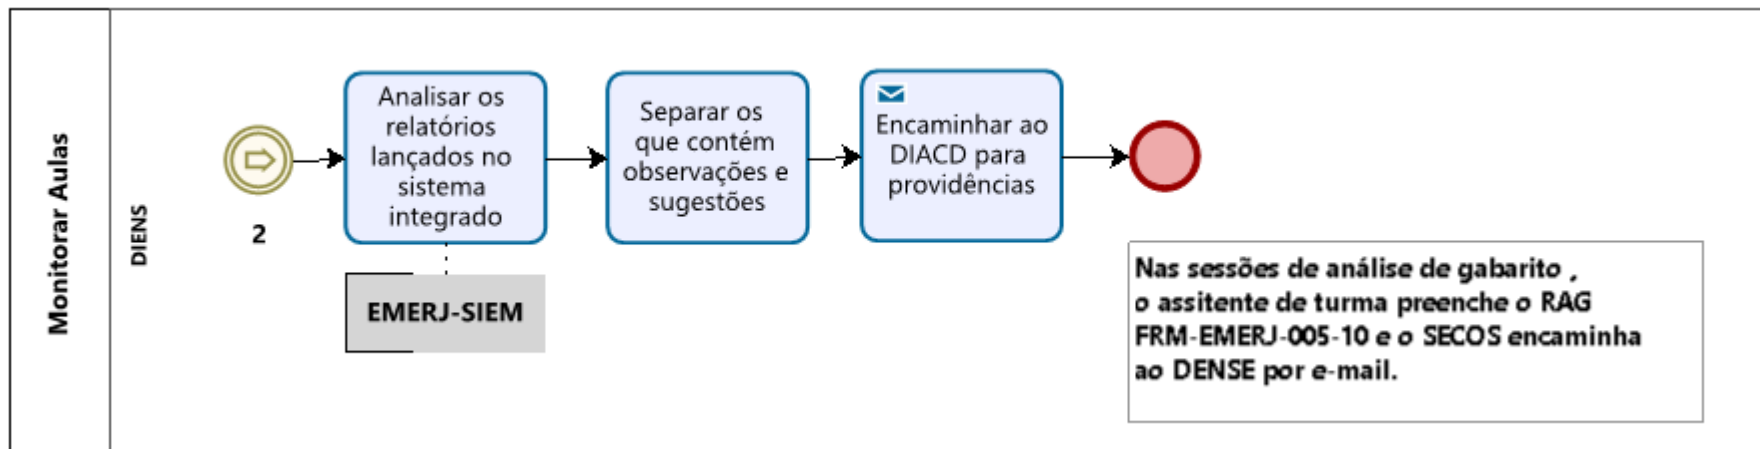 Monitorar Aulas
DIENS
2
Analisar os
relatórios
lançados no
sistema
integrado
EMERJ-SIEM
Separar os
que contém
observações e
sugestões
Encaminhar ao
DIACD para
providências
Nas sessões de análise de gabarito ,
o assitente de turma preenche o RAG
FRM-EMERJ-005-10 e o SECOS encaminha
ao DENSE por e-mail.